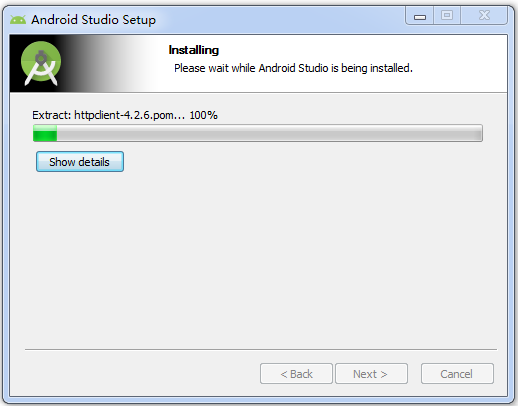 Android Studio Setup
Installing
Please wait while Android Studio is being installed.
Extract: httpclient-4.2.6.pom... 100%
Show details
< Back
Next >
Cancel